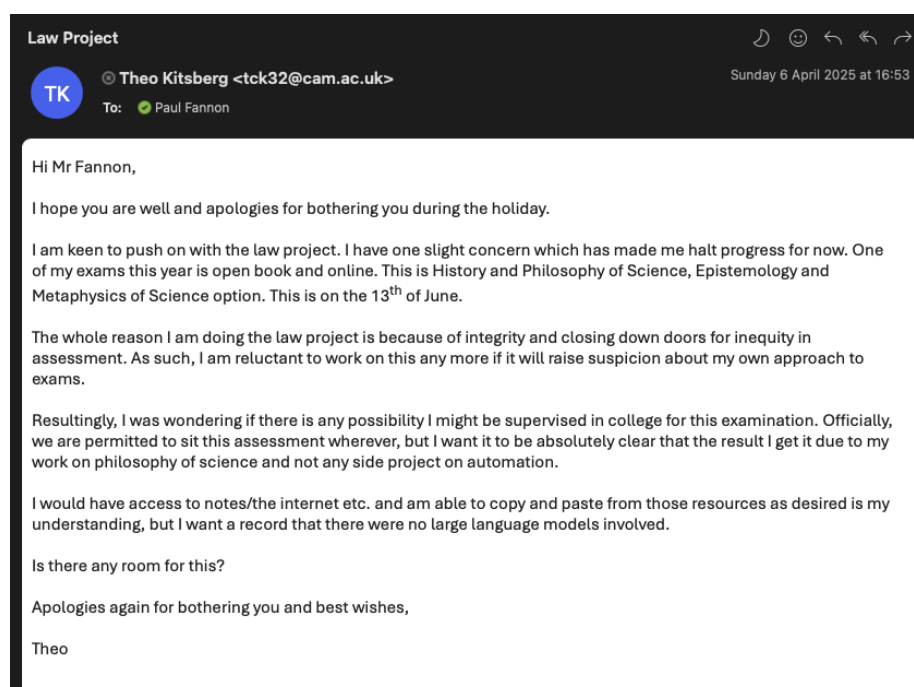 Law Project
TK
Theo Kitsberg <tck32@cam.ac.uk>
Sunday 6 April 2025 at 16:53
To: Paul Fannon
Hi Mr Fannon,
I hope you are well and apologies for bothering you during the holiday.
I am keen to push on with the law project. I have one slight concern which has made me halt progress for now. One
of my exams this year is open book and online. This is History and Philosophy of Science, Epistemology and
Metaphysics of Science option. This is on the 13th of June.
The whole reason I am doing the law project is because of integrity and closing down doors for inequity in
assessment. As such, I am reluctant to work on this any more if it will raise suspicion about my own approach to
exams.
Resultingly, I was wondering if there is any possibility I might be supervised in college for this examination. Officially,
we are permitted to sit this assessment wherever, but I want it to be absolutely clear that the result I get it due to my
work on philosophy of science and not any side project on automation.
I would have access to notes/the internet etc. and am able to copy and paste from those resources as desired is my
understanding, but I want a record that there were no large language models involved.
Is there any room for this?
Apologies again for bothering you and best wishes,
Theo